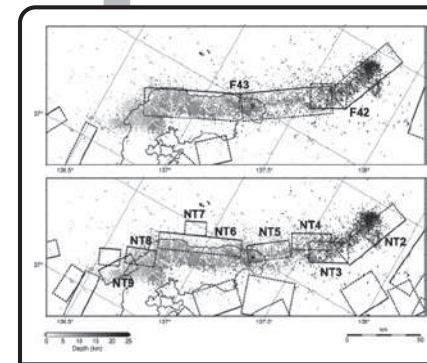 F43
F42
37°
136.5°
137°
137.5°
138°
NT7
NT6
NT5
NT4
NT8
NT2
NT3
NT9
37°
136.5°
137°
137.5°
138°
0 5 10 15 20 25
Depth (km)
km
0 50